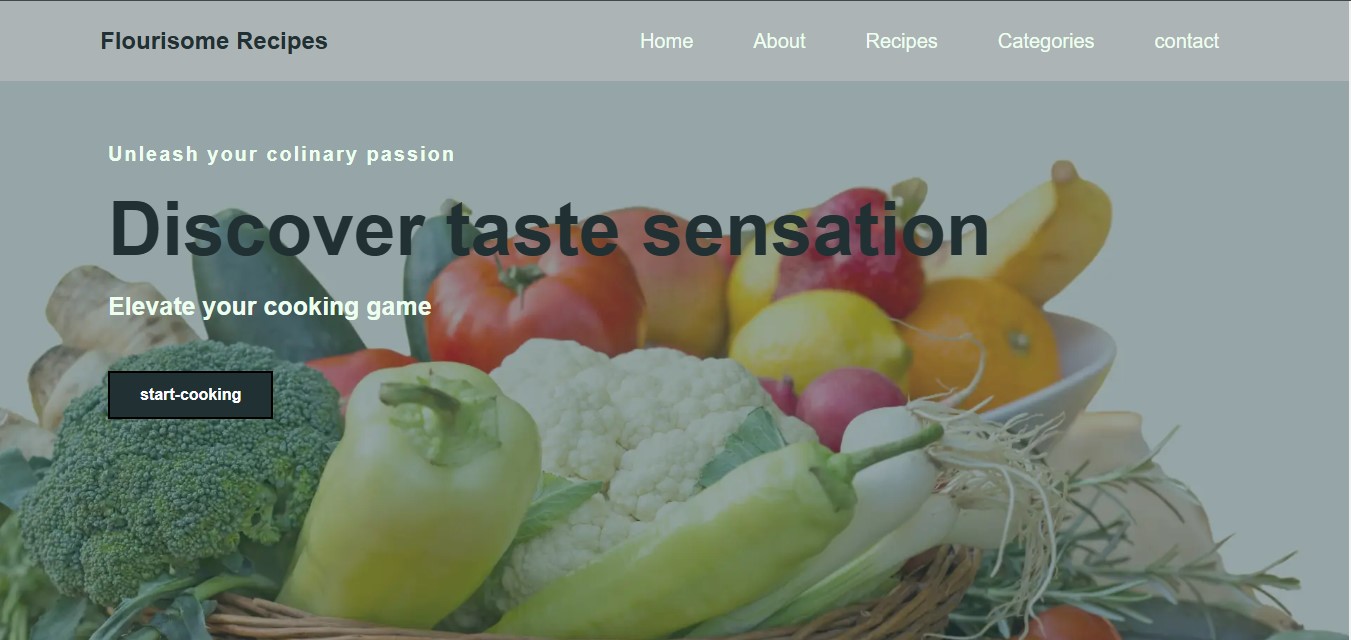 Flourisome Recipes Home About Recipes Categories contact
Unleash your colinary passion
Discover taste sensation
Elevate your cooking game
start-cooking